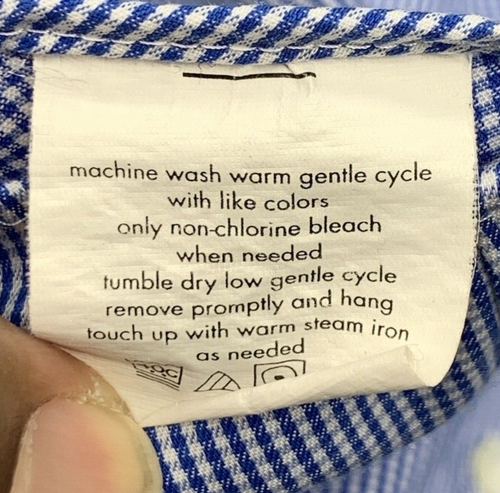 machine wash warm gentle cycle
with like colors
only non-chlorine bleach
when needed
tumble dry low gentle cycle
remove promptly and hang
touch up with warm steam iron
as needed